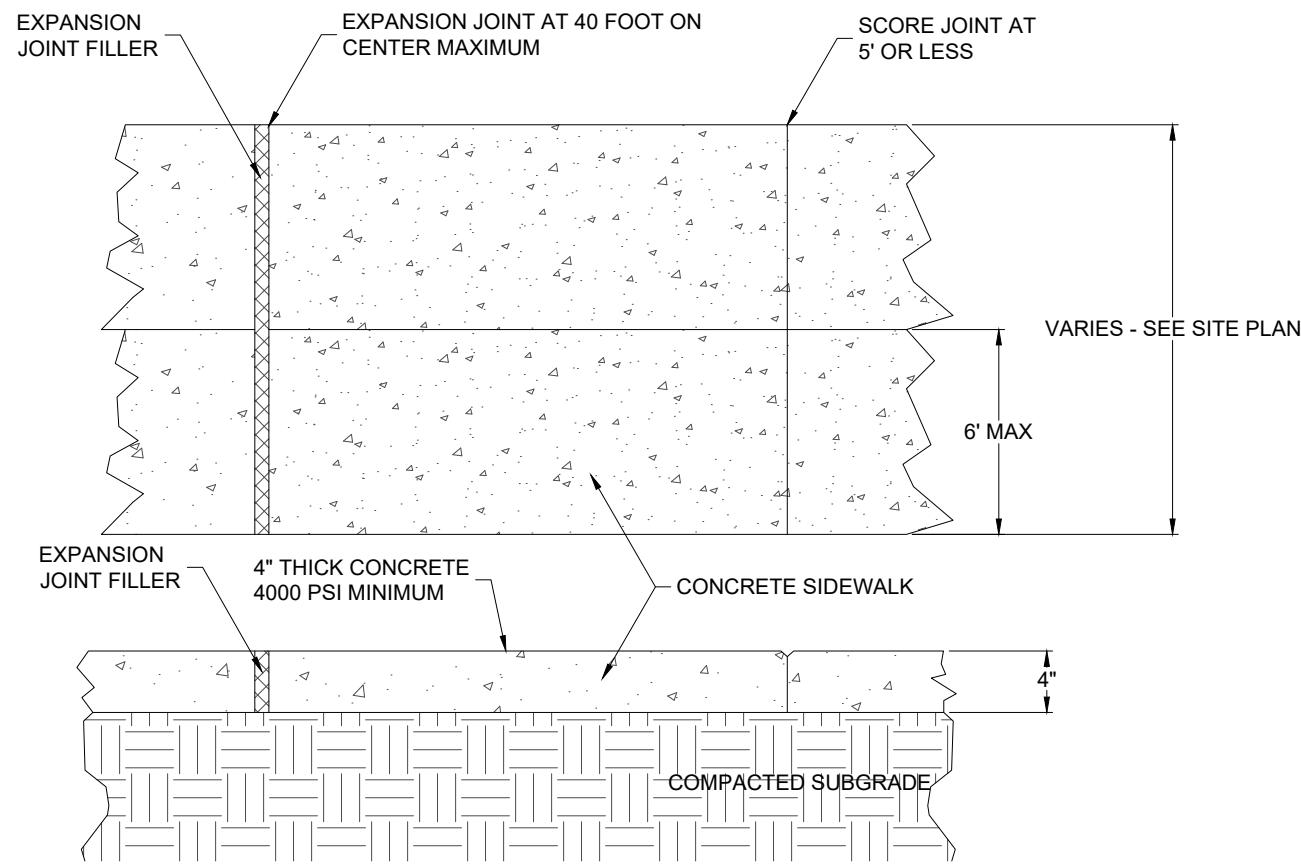 EXPANSION
JOINT FILLER
EXPANSION JOINT AT 40 FOOT ON
CENTER MAXIMUM
SCORE JOINT AT
5' OR LESS
VARIES - SEE SITE PLAN
6' MAX
EXPANSION
JOINT FILLER
4" THICK CONCRETE
4000 PSI MINIMUM
CONCRETE SIDEWALK
4"
COMPACTED SUBGRADE